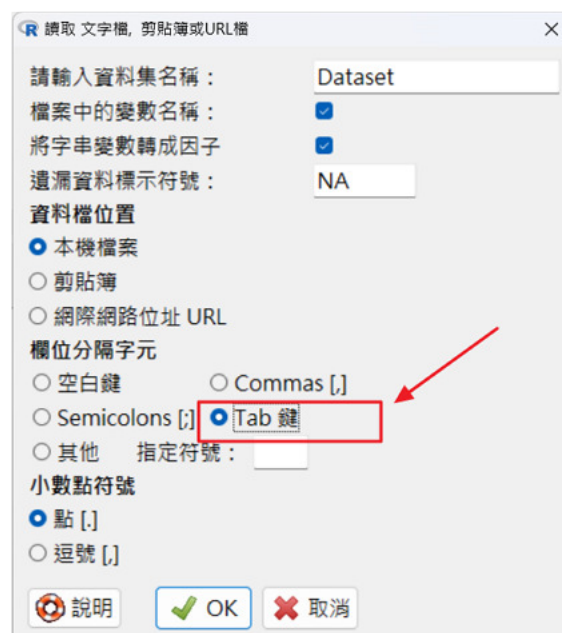 讀取 文字檔, 剪貼簿或URL檔
請輸入資料集名稱： Dataset
檔案中的變數名稱：
將字串變數轉成因子
遺漏資料標示符號： NA
資料檔位置
本機檔案
剪貼簿
網際網路位址 URL
欄位分隔字元
空白鍵 Commas [,]
Semicolons [;] Tab 鍵
其他 指定符號：
小數點符號
點 [.]
逗號 [,]
說明 OK 取消